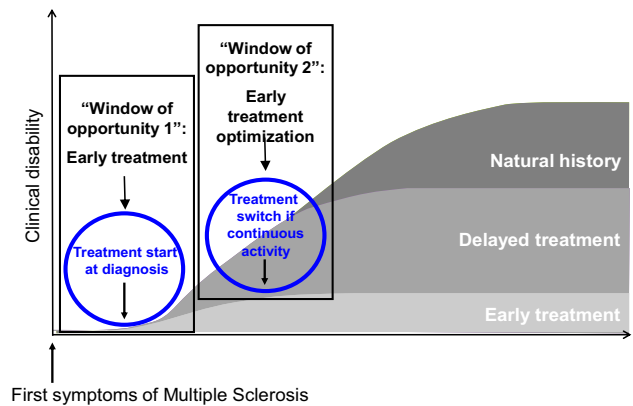 Clinical disability
“Window of
opportunity 1”:
Early treatment
Treatment start
at diagnosis
“Window of
opportunity 2”:
Early
treatment
optimization
Treatment
switch if
continuous
activity
Natural history
Delayed treatment
Early treatment
First symptoms of Multiple Sclerosis